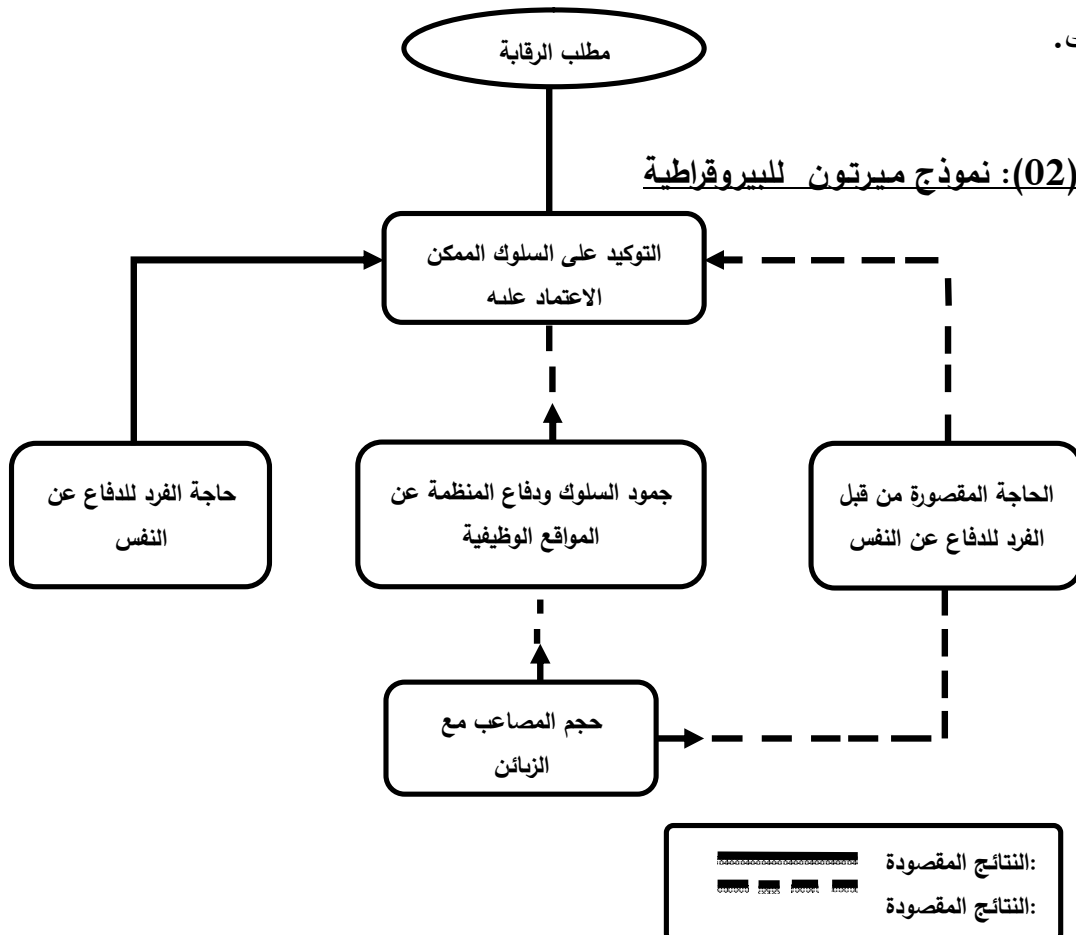 مطلب الرقابة
(02): نموذج ميرتون للبيروقراطية
التوكيد على السلوك الممكن
الاعتماد عليه
حاجة الفرد للدفاع عن
النفس
جمود السلوك ودفاع المنظمة عن
المواقع الوظيفية
الحاجة المقصورة من قبل
الفرد للدفاع عن النفس
حجم المصاعب مع
الزبائن
:النتائج المقصودة
:النتائج المقصودة